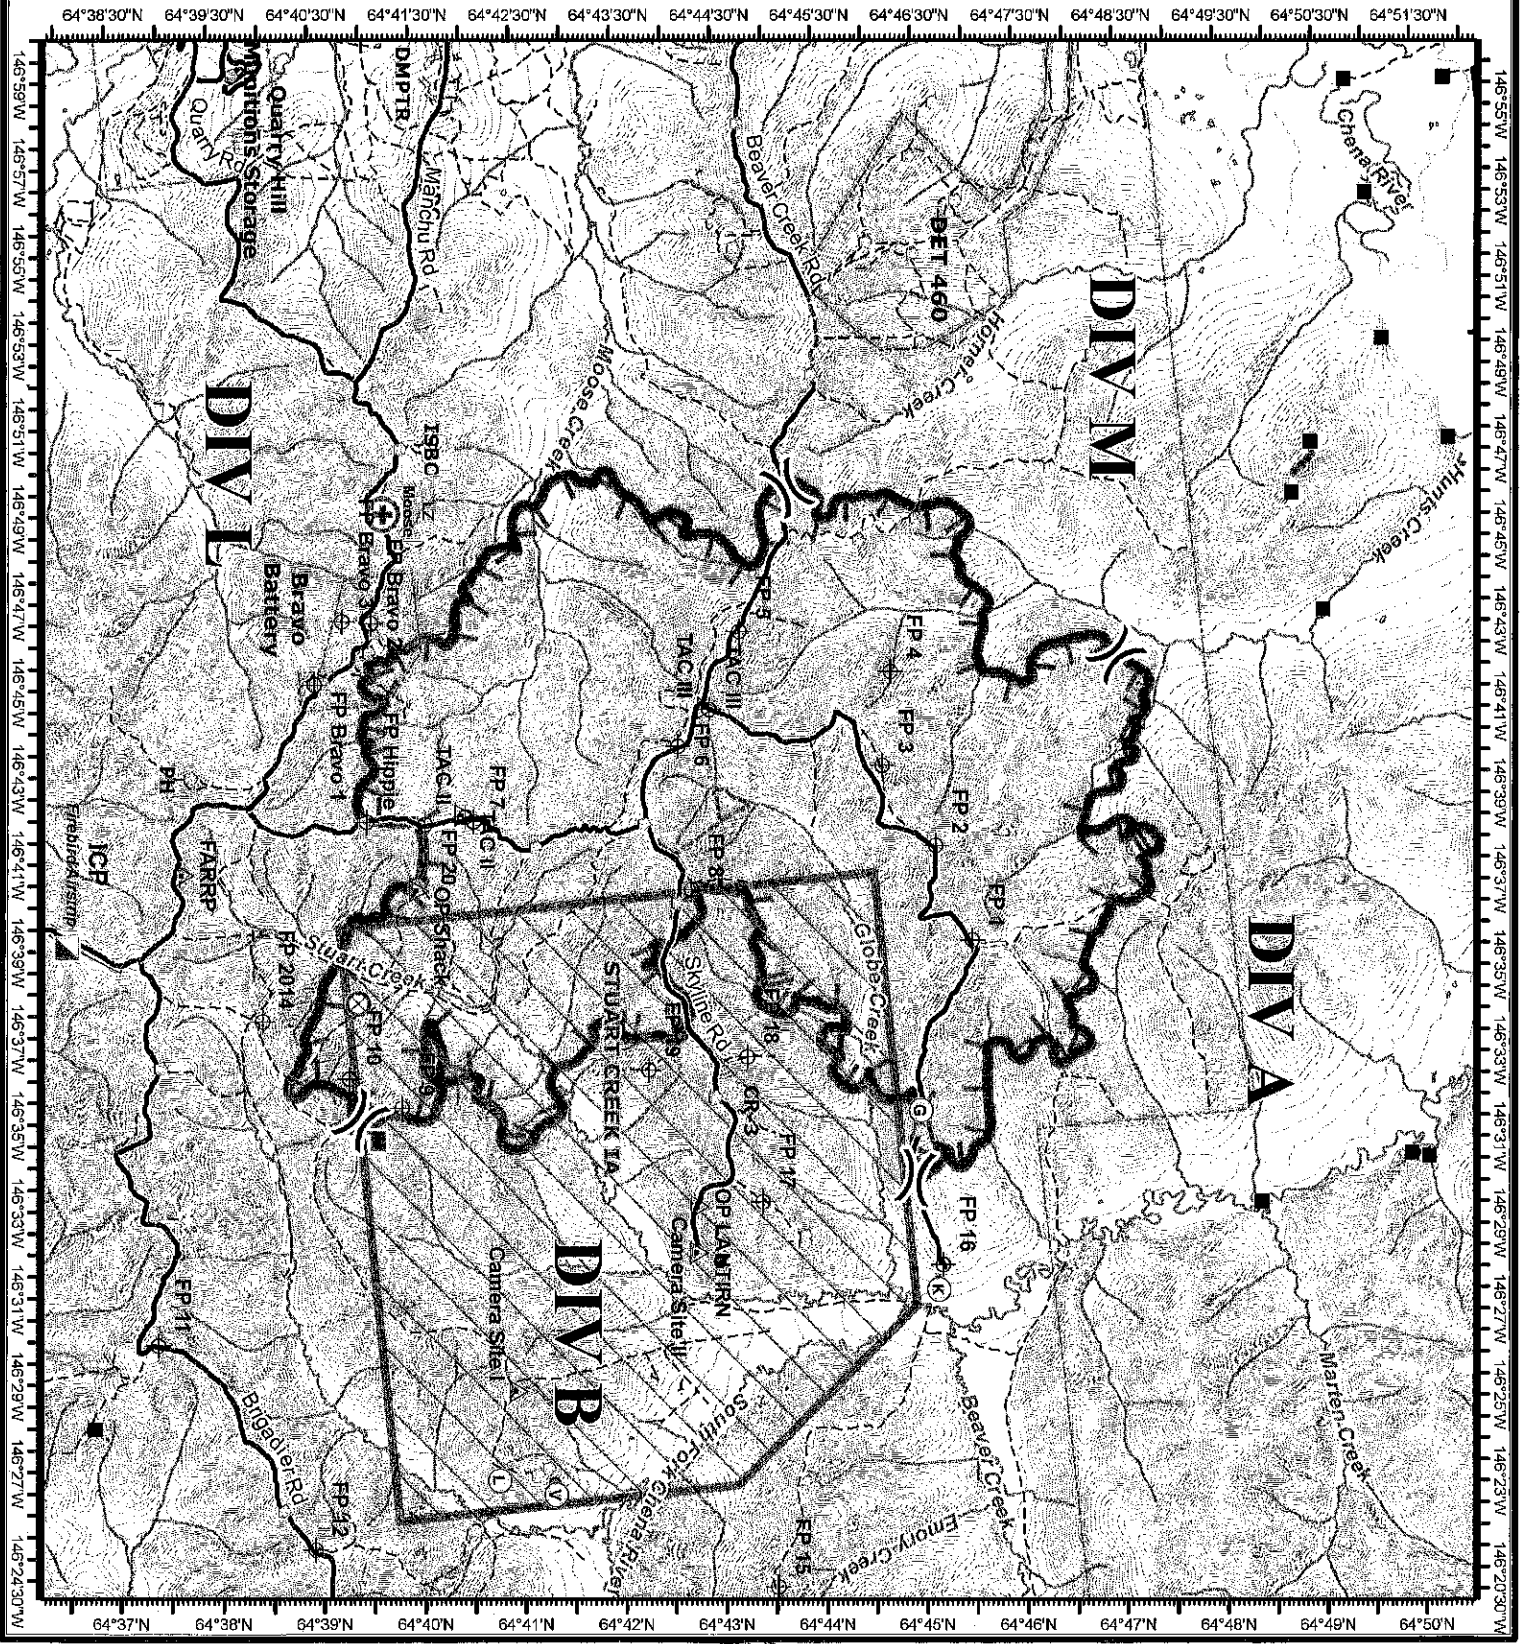 64°38'30"N 64°39'30"N 64°40'30"N 64°41'30"N 64°42'30"N 64°43'30"N 64°44'30"N 64°45'30"N 64°46'30"N 64°47'30"N 64°48'30"N 64°49'30"N 64°50'30"N 64°51'30"N
146°55'W
146°53'W
146°51'W
146°49'W
146°47'W
146°45'W
146°43'W
146°41'W
146°39'W
146°37'W
146°35'W
146°33'W
146°31'W
146°29'W
146°27'W
146°25'W
146°23'W
146°20'30"W
Chena River
Hunts Creek
DIV M
DIV A
Marten Creek
Horner Creek
DET 460
Beaver Creek Rd
Moose Creek
Manchu Rd
DMPTR
Quarry Hill
Munitions Storage
Quarry Rd
DIV L
ISBC
Moose LZ
FP Bravo 2
Bravo 3
Bravo
Battery
FP Bravo 1
FP Hippie
FP 5
FP 4
FP 3
FP 2
FP 1
TAC III
TAC III
FP 6
FP 7
TAC II
TAC II
FP 8
FP 20
OP Shack
PH
FARRP
ICP
Firebird Airstrip
FP 2014
Stuart Creek
FP 10
FP 9
STUART CREEK IA
FP 19
Skyline Rd
FP 18
Globe Creek
G
CR-3
FP 17
FP 16
K
OP LANTIRN
Camera Site II
Camera Site I
DIV B
FP 11
Brigadier Rd
FP 12
L
V
South Fork Chena River
FP 15
Emory Creek
Beaver Creek
146°59'W
146°57'W
146°55'W
146°53'W
146°51'W
146°49'W
146°47'W
146°45'W
146°43'W
146°41'W
146°39'W
146°37'W
146°35'W
146°33'W
146°31'W
146°29'W
146°27'W
146°24'30"W
64°37'N 64°38'N 64°39'N 64°40'N 64°41'N 64°42'N 64°43'N 64°44'N 64°45'N 64°46'N 64°47'N 64°48'N 64°49'N 64°50'N